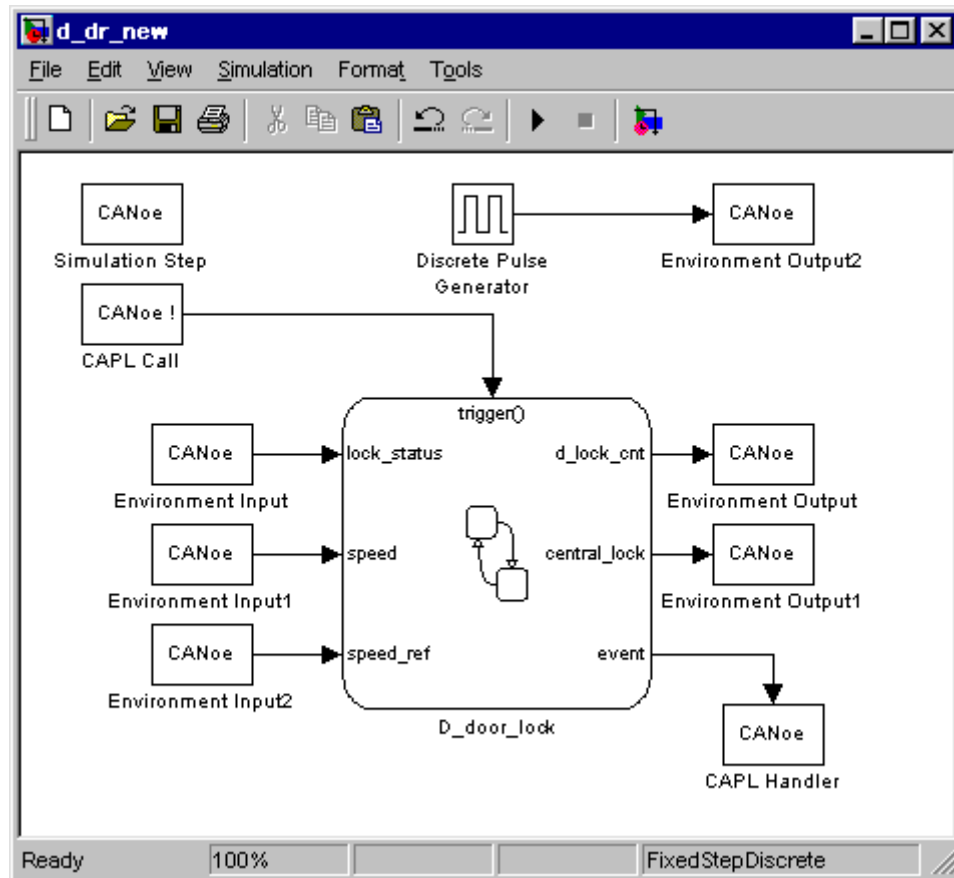 d_dr_new
File Edit View Simulation Format Tools
CANoe
Simulation Step
Discrete Pulse
Generator
CANoe
Environment Output2
CANoe !
CAPL Call
trigger()
CANoe
Environment Input
lock_status
d_lock_cnt
CANoe
Environment Output
CANoe
Environment Input1
speed
central_lock
CANoe
Environment Output1
CANoe
Environment Input2
speed_ref
event
D_door_lock
CANoe
CAPL Handler
Ready 100% FixedStepDiscrete